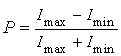 P = (I_max − I_min) / (I_max + I_min)